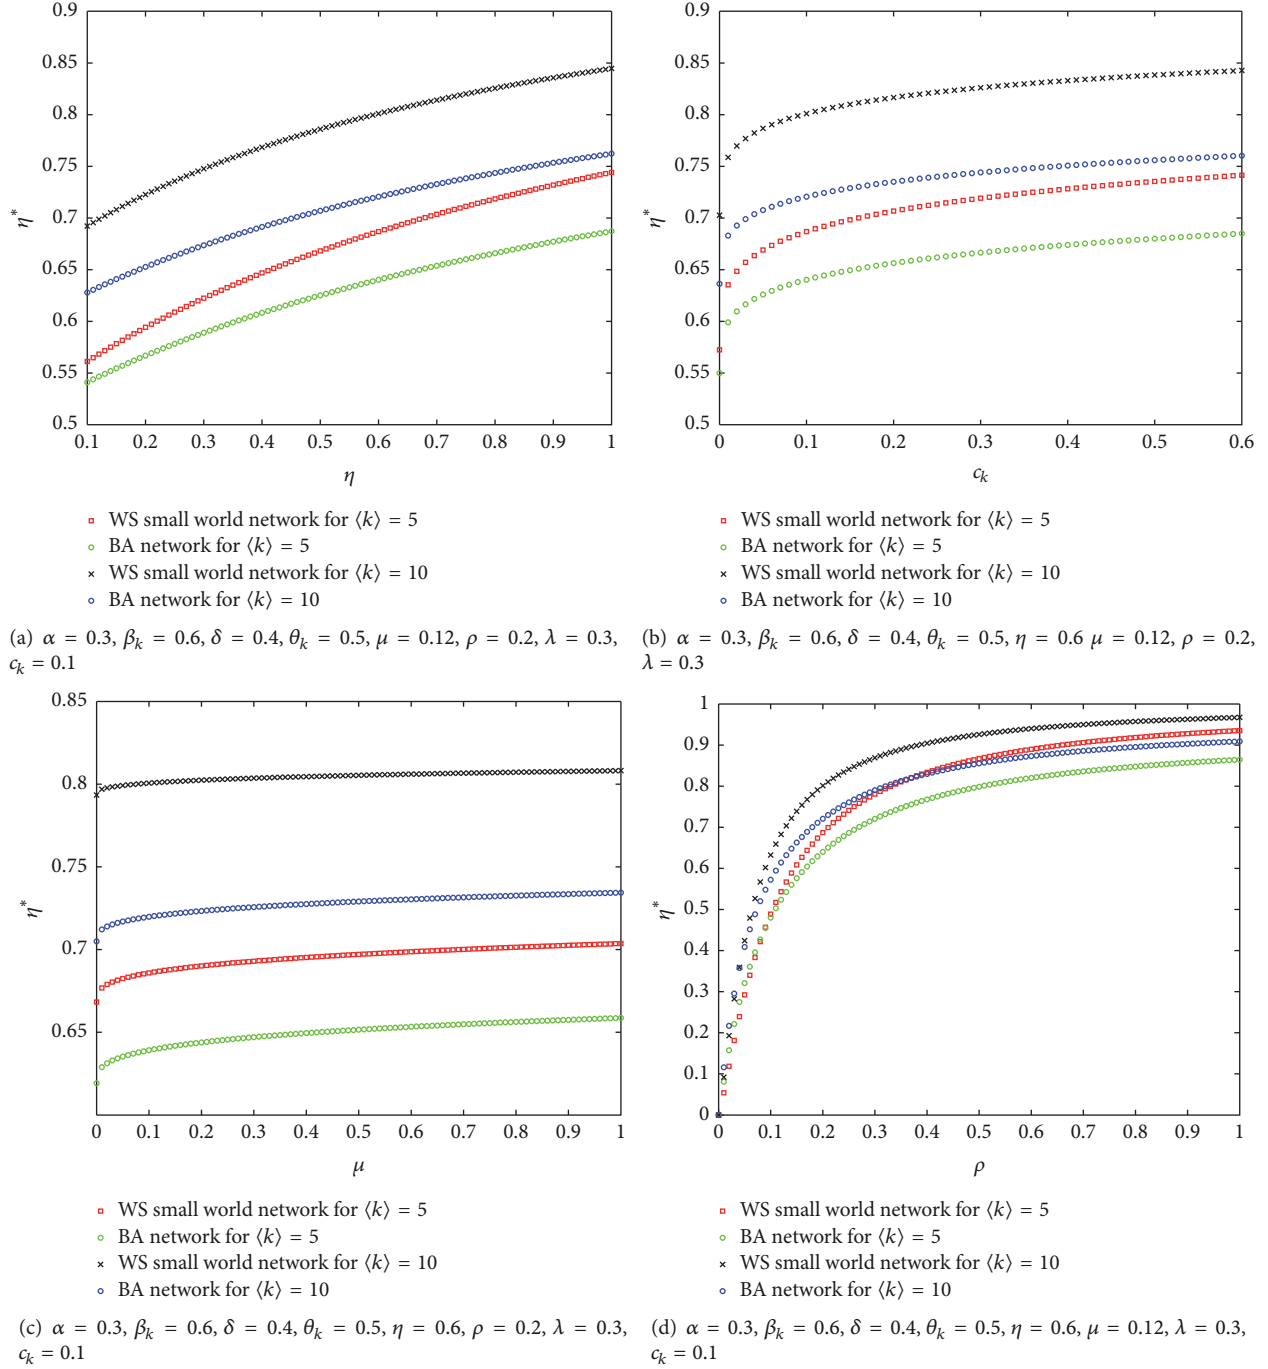 0.9
0.85
0.8
0.75
0.7
0.65
0.6
0.55
0.5
η*
0.1 0.2 0.3 0.4 0.5 0.6 0.7 0.8 0.9 1
η
WS small world network for ⟨k⟩ = 5
BA network for ⟨k⟩ = 5
WS small world network for ⟨k⟩ = 10
BA network for ⟨k⟩ = 10
(a) α = 0.3, βk = 0.6, δ = 0.4, θk = 0.5, μ = 0.12, ρ = 0.2, λ = 0.3,
ck = 0.1
0.9
0.85
0.8
0.75
0.7
0.65
0.6
0.55
0.5
η*
0 0.1 0.2 0.3 0.4 0.5 0.6
ck
WS small world network for ⟨k⟩ = 5
BA network for ⟨k⟩ = 5
WS small world network for ⟨k⟩ = 10
BA network for ⟨k⟩ = 10
(b) α = 0.3, βk = 0.6, δ = 0.4, θk = 0.5, η = 0.6 μ = 0.12, ρ = 0.2,
λ = 0.3
0.85
0.8
0.75
0.7
0.65
η*
0 0.1 0.2 0.3 0.4 0.5 0.6 0.7 0.8 0.9 1
μ
WS small world network for ⟨k⟩ = 5
BA network for ⟨k⟩ = 5
WS small world network for ⟨k⟩ = 10
BA network for ⟨k⟩ = 10
(c) α = 0.3, βk = 0.6, δ = 0.4, θk = 0.5, η = 0.6, ρ = 0.2, λ = 0.3,
ck = 0.1
1
0.9
0.8
0.7
0.6
0.5
0.4
0.3
0.2
0.1
0
η*
0 0.1 0.2 0.3 0.4 0.5 0.6 0.7 0.8 0.9 1
ρ
WS small world network for ⟨k⟩ = 5
BA network for ⟨k⟩ = 5
WS small world network for ⟨k⟩ = 10
BA network for ⟨k⟩ = 10
(d) α = 0.3, βk = 0.6, δ = 0.4, θk = 0.5, η = 0.6, μ = 0.12, λ = 0.3,
ck = 0.1